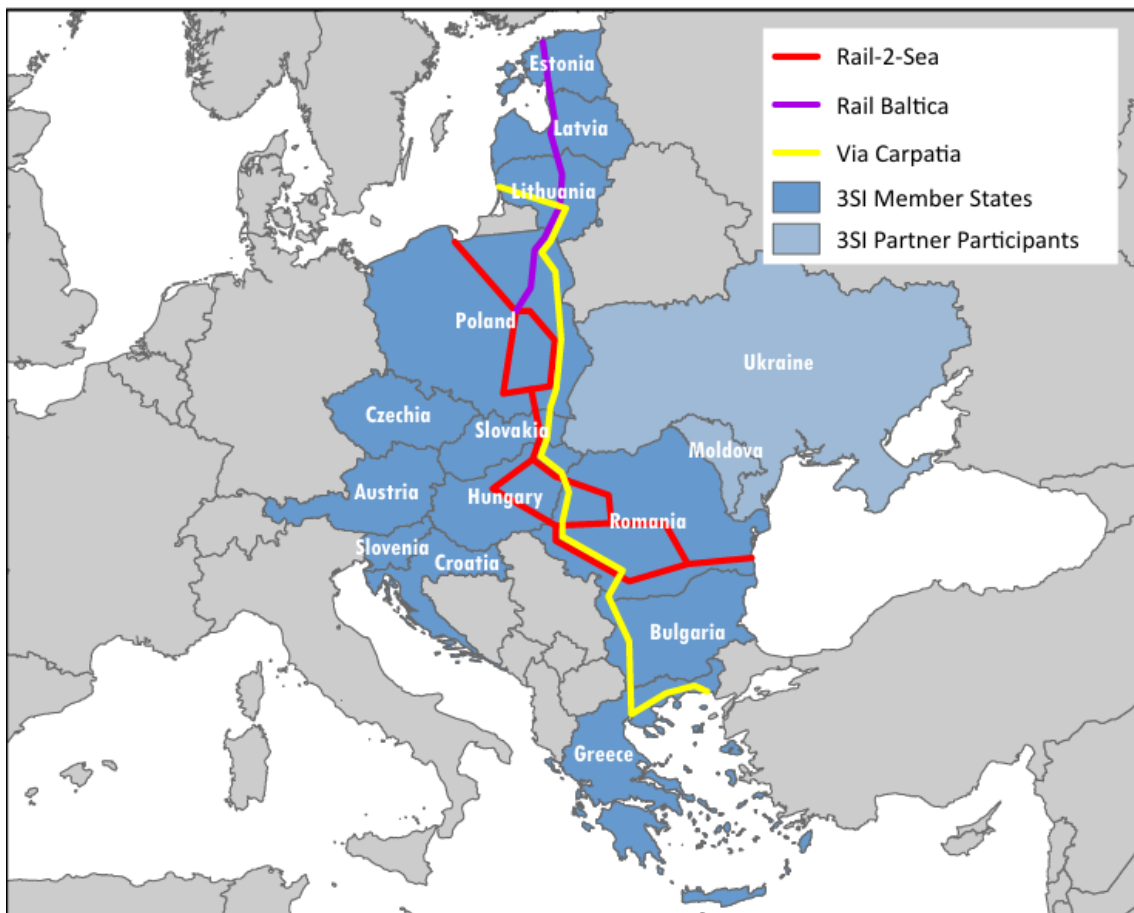 Rail-2-Sea
Rail Baltica
Via Carpatia
3SI Member States
3SI Partner Participants
Estonia
Latvia
Lithuania
Poland
Ukraine
Czechia
Slovakia
Moldova
Austria
Hungary
Romania
Slovenia
Croatia
Bulgaria
Greece